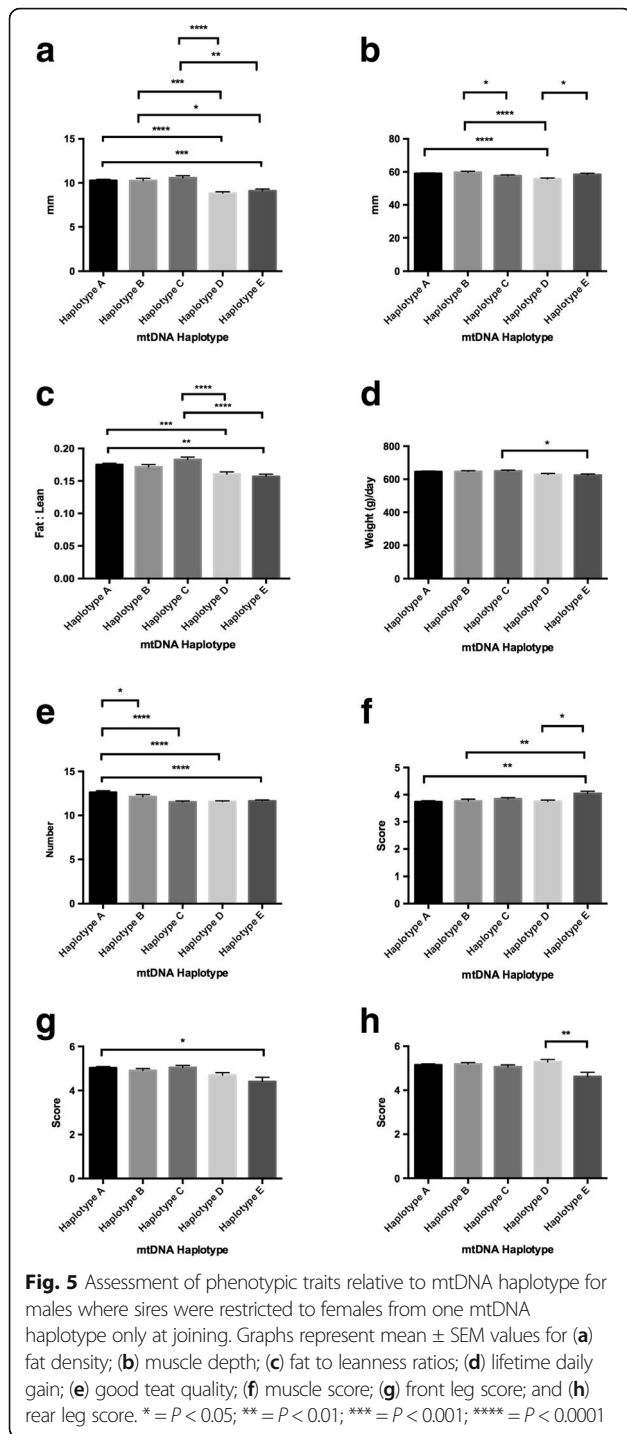 a
****
**
***
*
****
***
15
10
5
0
mm
Haplotype A
Haplotype B
Haplotype C
Haplotype D
Haplotype E
mtDNA Haplotype
b
* *
****
****
80
60
40
20
0
mm
Haplotype A
Haplotype B
Haplotype C
Haplotype D
Haplotype E
mtDNA Haplotype
c
****
****
***
**
0.20
0.15
0.10
0.05
0.00
Fat : Lean
Haplotype A
Haplotype B
Haplotype C
Haplotype D
Haplotype E
mtDNA Haplotype
d
*
800
600
400
200
0
Weight (g)/day
Haplotype A
Haplotype B
Haplotype C
Haplotype D
Haplotype E
mtDNA Haplotype
e
*
****
****
****
15
10
5
0
Number
Haplotype A
Haplotype B
Haploype C
Haplotype D
Haplotype E
mtDNA Haplotype
f
*
**
**
5
4
3
2
1
0
Score
Haplotype A
Haplotype B
Haploype C
Haplotype D
Haplotype E
mtDNA Haplotype
g
*
6
4
2
0
Score
Haplotype A
Haplotype B
Haplotype C
Haplotype D
Haplotype E
mtDNA Haplotype
h
**
6
4
2
0
Score
Haplotype A
Haplotype B
Haplotype C
Haplotype D
Haplotype E
mtDNA Haplotype
Fig. 5 Assessment of phenotypic traits relative to mtDNA haplotype for
males where sires were restricted to females from one mtDNA
haplotype only at joining. Graphs represent mean ± SEM values for (a)
fat density; (b) muscle depth; (c) fat to leanness ratios; (d) lifetime daily
gain; (e) good teat quality; (f) muscle score; (g) front leg score; and (h)
rear leg score. * = P < 0.05; ** = P < 0.01; *** = P < 0.001; **** = P < 0.0001